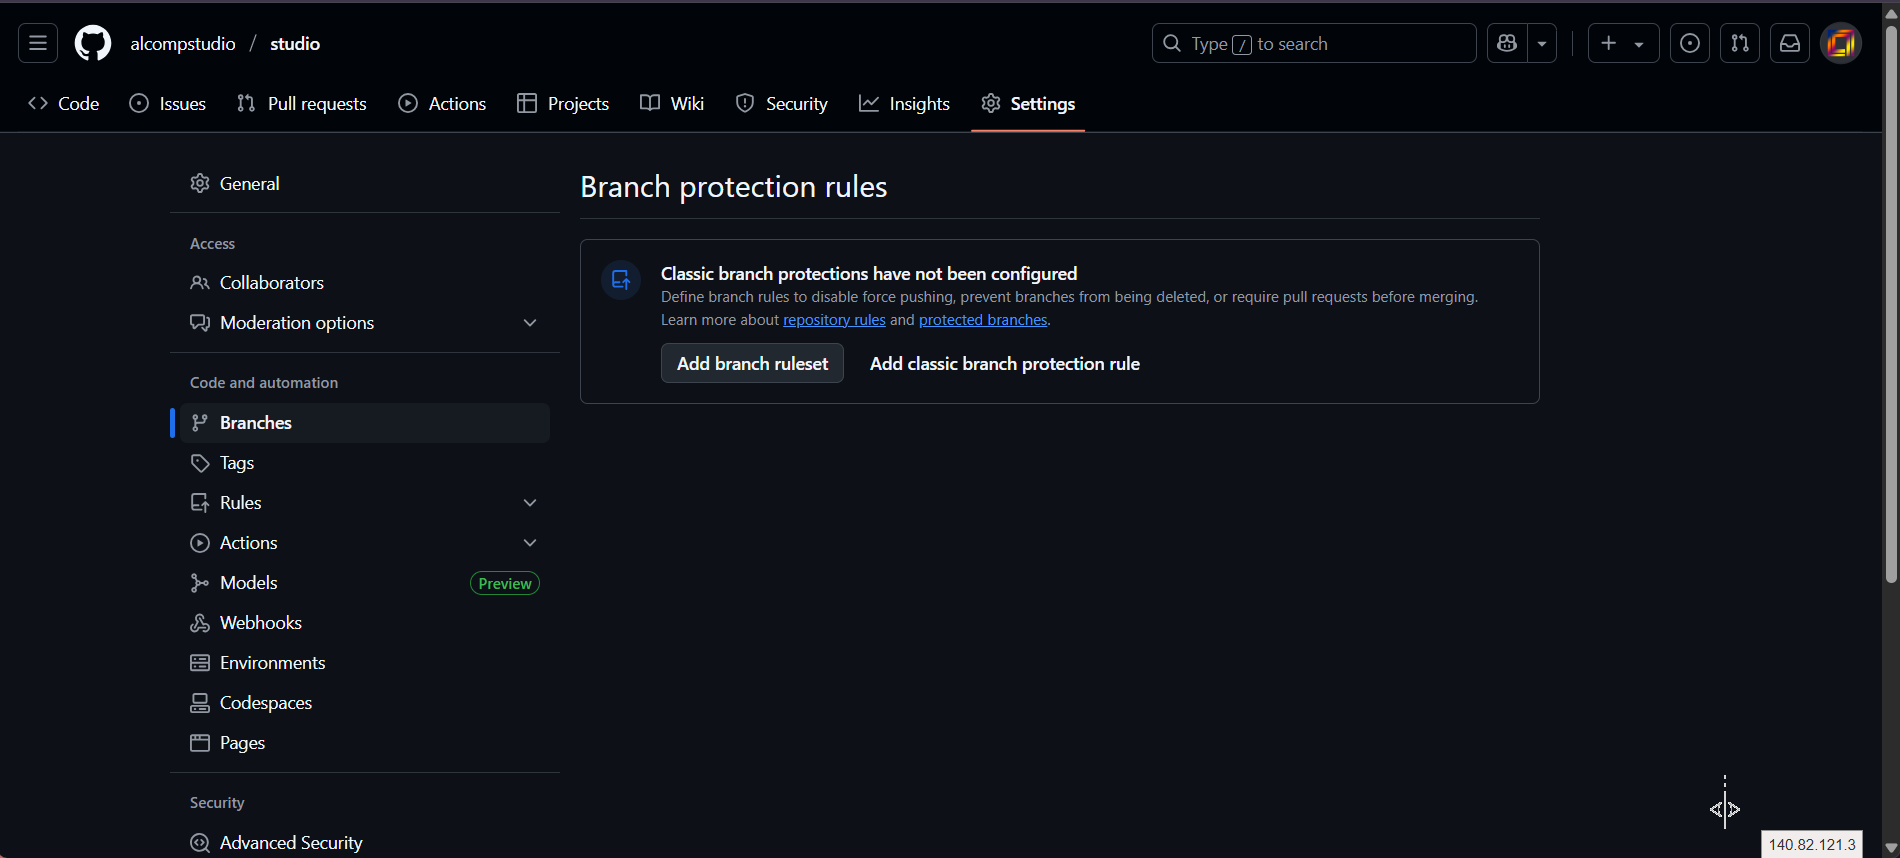 alcompstudio / studio
Type / to search
Code
Issues
Pull requests
Actions
Projects
Wiki
Security
Insights
Settings
General
Access
Collaborators
Moderation options
Code and automation
Branches
Tags
Rules
Actions
Models
Preview
Webhooks
Environments
Codespaces
Pages
Security
Advanced Security
Branch protection rules
Classic branch protections have not been configured
Define branch rules to disable force pushing, prevent branches from being deleted, or require pull requests before merging.
Learn more about repository rules and protected branches.
Add branch ruleset
Add classic branch protection rule
140.82.121.3